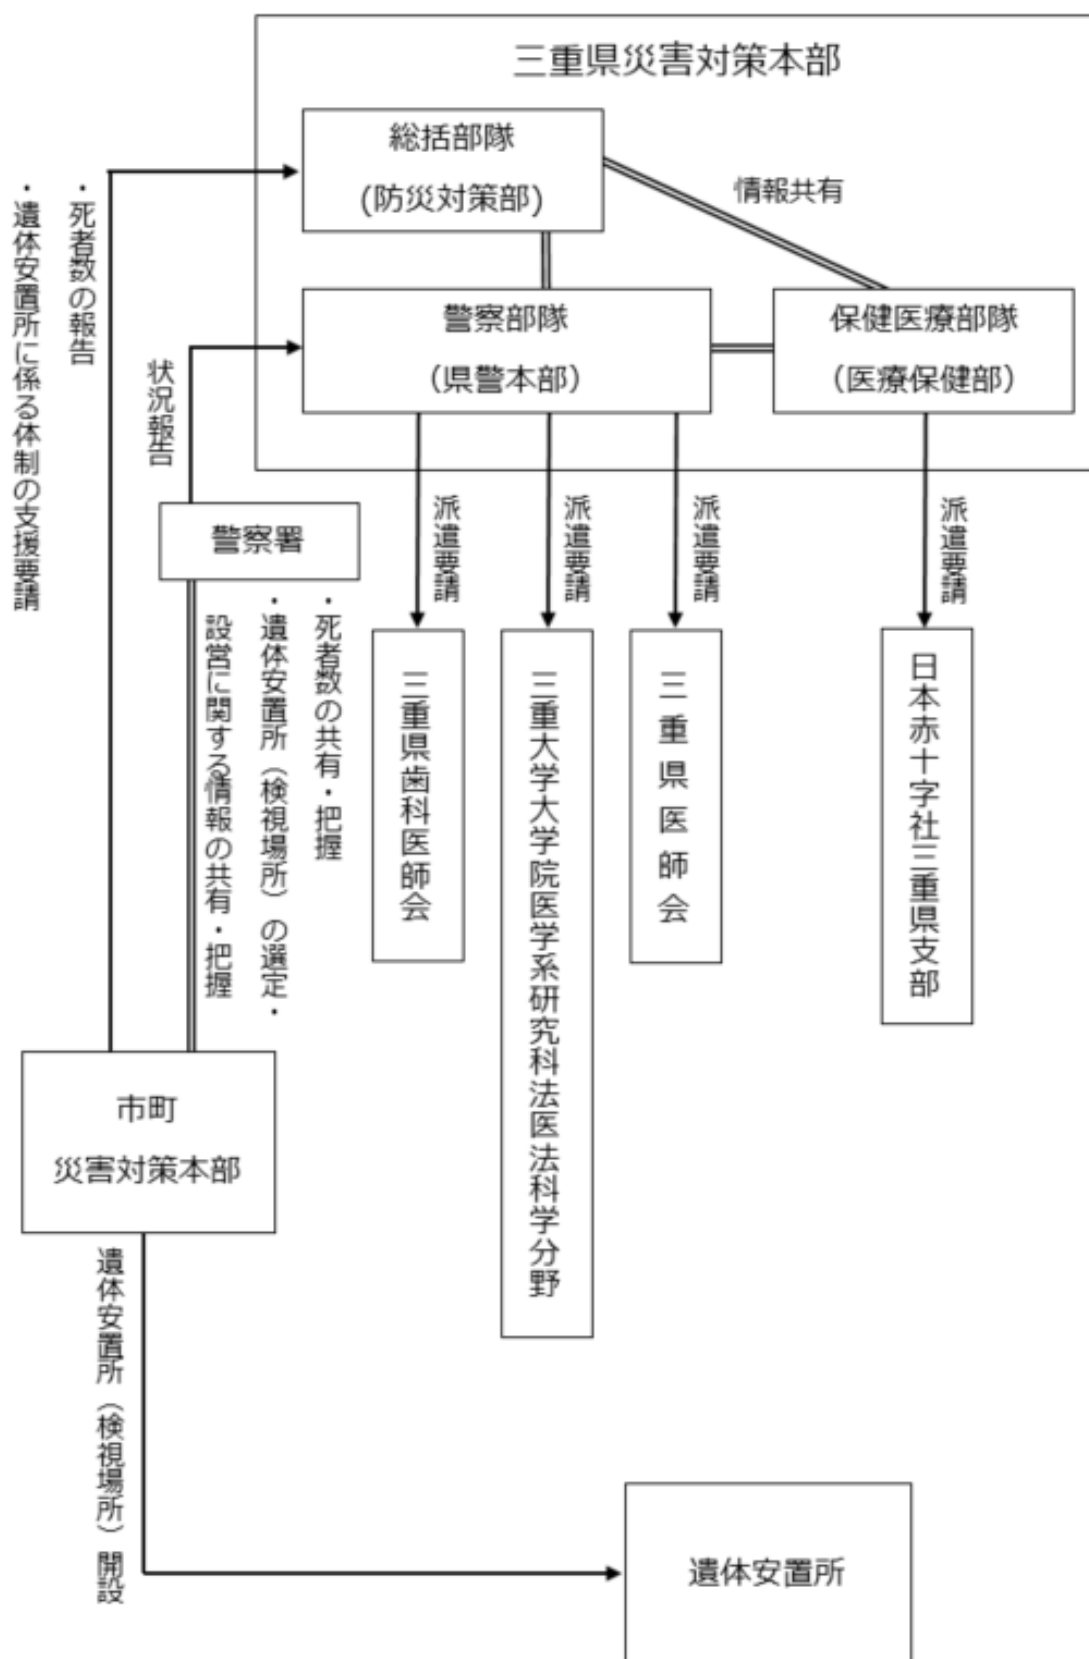 三重県災害対策本部
総括部隊
(防災対策部)
情報共有
警察部隊
（県警本部）
保健医療部隊
（医療保健部）
・死者数の報告
・遺体安置所に係る体制の支援要請
状況報告
警察署
派遣要請
派遣要請
派遣要請
派遣要請
・死者数の共有・把握
・遺体安置所（検視場所）の選定・
設営に関する情報の共有・把握
三重県歯科医師会
三重大学大学院医学系研究科法医法科学分野
三重県医師会
日本赤十字社三重県支部
市町
災害対策本部
遺体安置所（検視場所）開設
遺体安置所